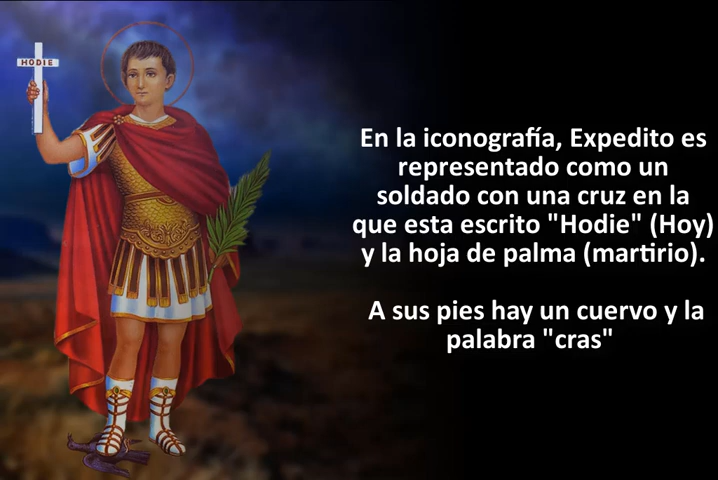 HODIE
En la iconografía, Expedito es
representado como un
soldado con una cruz en la
que esta escrito "Hodie" (Hoy)
y la hoja de palma (martirio).
A sus pies hay un cuervo y la
palabra "cras"